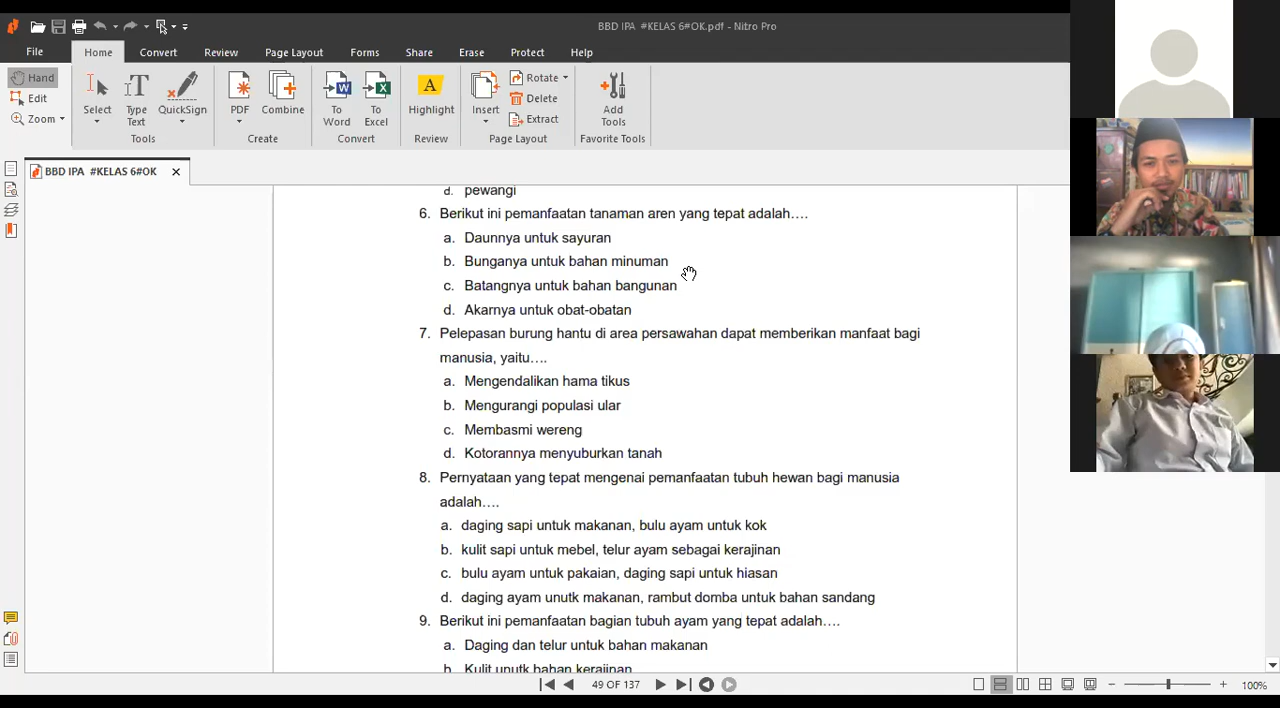 BBD IPA  #KELAS 6#OK.pdf - Nitro Pro
File Home Convert Review Page Layout Forms Share Erase Protect Help
Hand
Edit
Zoom
Select
Type Text
QuickSign
Tools
PDF
Combine
Create
To Word
To Excel
Convert
Highlight
Review
Insert
Rotate
Delete
Extract
Page Layout
Add Tools
Favorite Tools
BBD IPA  #KELAS 6#OK
d. pewangi
6. Berikut ini pemanfaatan tanaman aren yang tepat adalah….
a. Daunnya untuk sayuran
b. Bunganya untuk bahan minuman
c. Batangnya untuk bahan bangunan
d. Akarnya untuk obat-obatan
7. Pelepasan burung hantu di area persawahan dapat memberikan manfaat bagi
manusia, yaitu….
a. Mengendalikan hama tikus
b. Mengurangi populasi ular
c. Membasmi wereng
d. Kotorannya menyuburkan tanah
8. Pernyataan yang tepat mengenai pemanfaatan tubuh hewan bagi manusia
adalah….
a. daging sapi untuk makanan, bulu ayam untuk kok
b. kulit sapi untuk mebel, telur ayam sebagai kerajinan
c. bulu ayam untuk pakaian, daging sapi untuk hiasan
d. daging ayam unutk makanan, rambut domba untuk bahan sandang
9. Berikut ini pemanfaatan bagian tubuh ayam yang tepat adalah….
a. Daging dan telur untuk bahan makanan
b. Kulit unutk bahan kerajinan
49 OF 137
100%